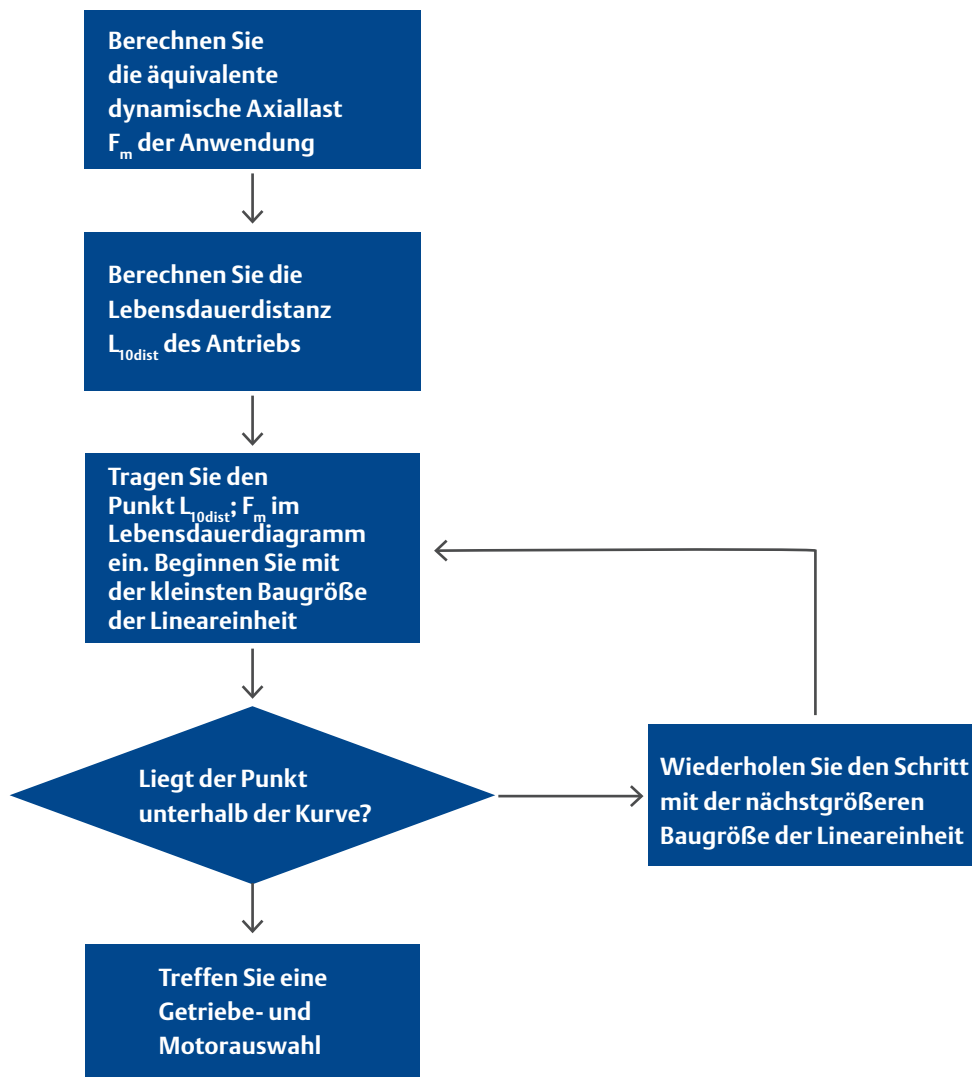 Berechnen Sie
die äquivalente
dynamische Axiallast
Fm der Anwendung
Berechnen Sie die
Lebensdauerdistanz
L10dist des Antriebs
Tragen Sie den
Punkt L10dist; Fm im
Lebensdauerdiagramm
ein. Beginnen Sie mit
der kleinsten Baugröße
der Lineareinheit
Liegt der Punkt
unterhalb der Kurve?
Wiederholen Sie den Schritt
mit der nächstgrößeren
Baugröße der Lineareinheit
Treffen Sie eine
Getriebe- und
Motorauswahl